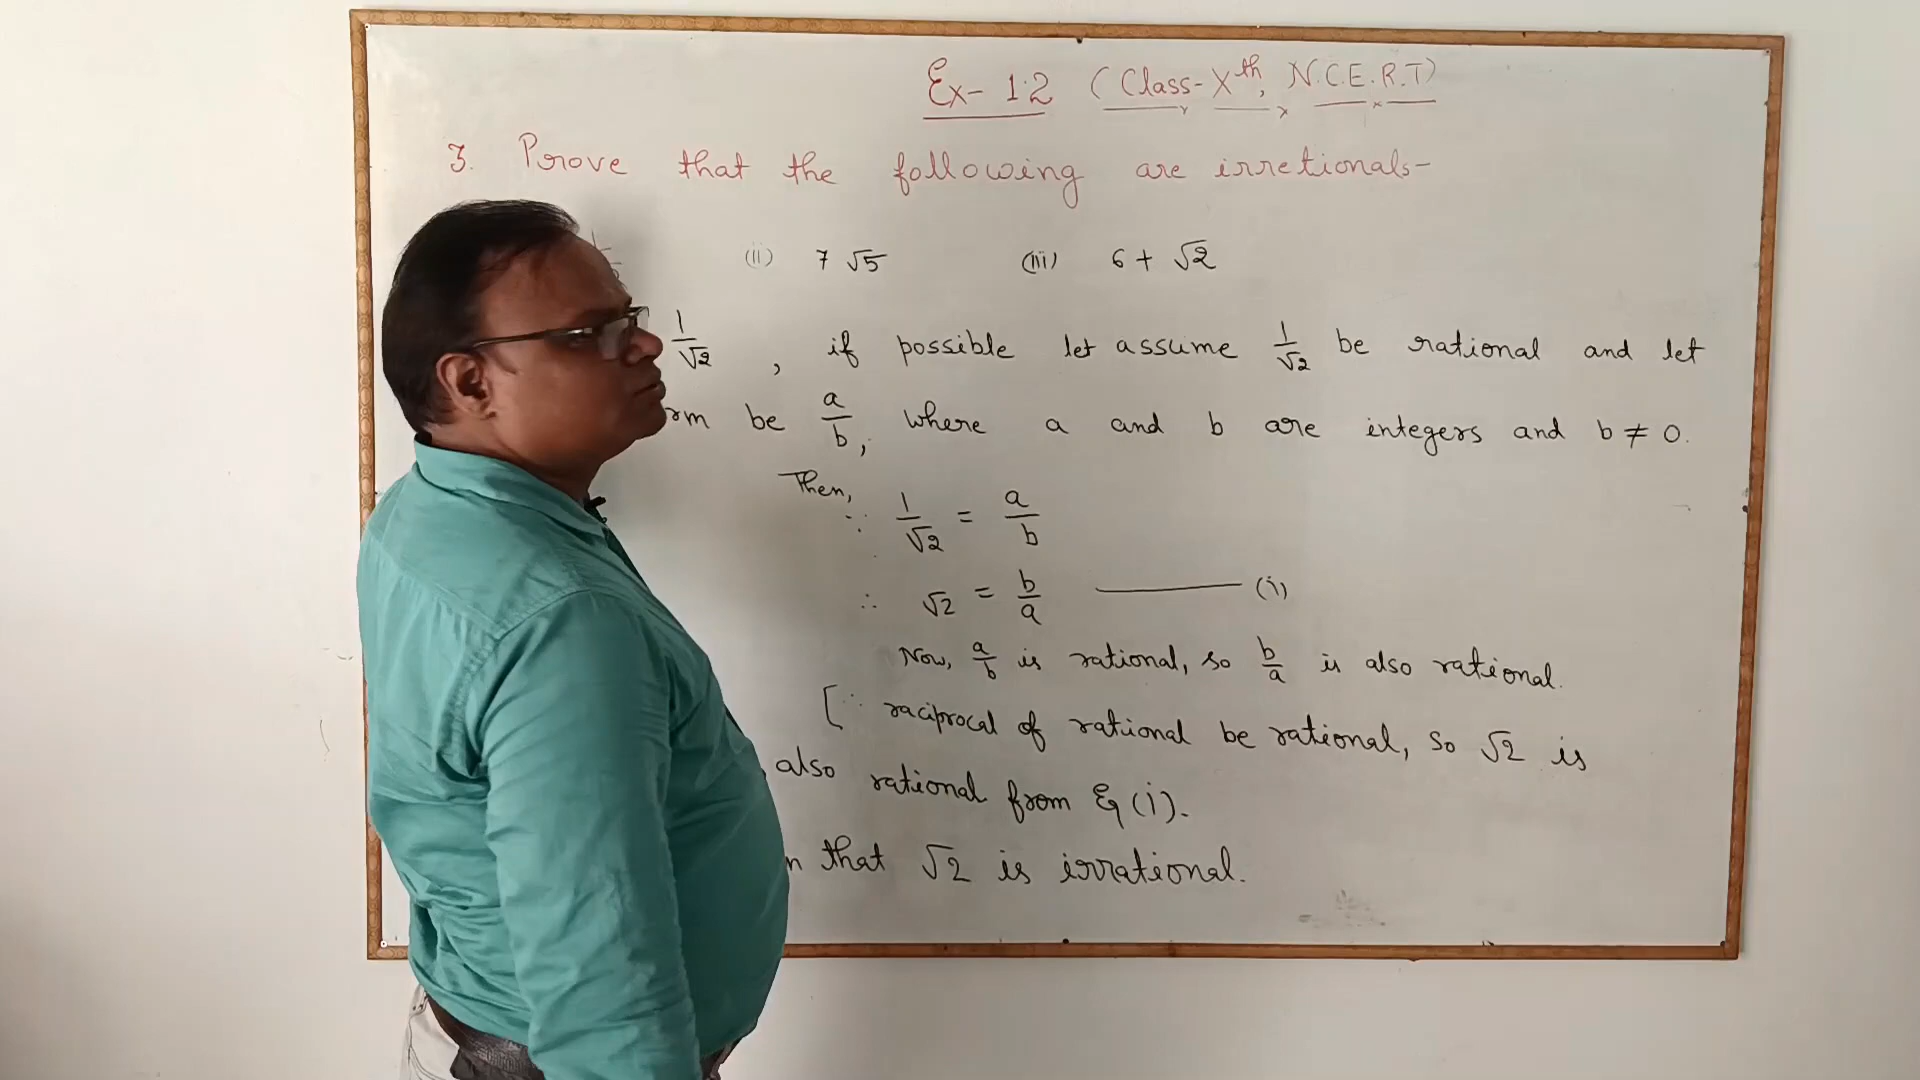 Ex- 1.2 (Class-Xth, N.C.E.R.T)
3. Prove that the following are irretionals-
(ii) 7 √5 (iii) 6 + √2
1/√2 , if possible let assume 1/√2 be rational and let
be a/b, where a and b are integers and b ≠ 0.
Then,
∵ 1/√2 = a/b
∴ √2 = b/a ——— (i)
Now, a/b is rational, so b/a is also rational.
[∵ raciprocal of rational be rational, so √2 is
also rational from Eq (i).
that √2 is irrational.